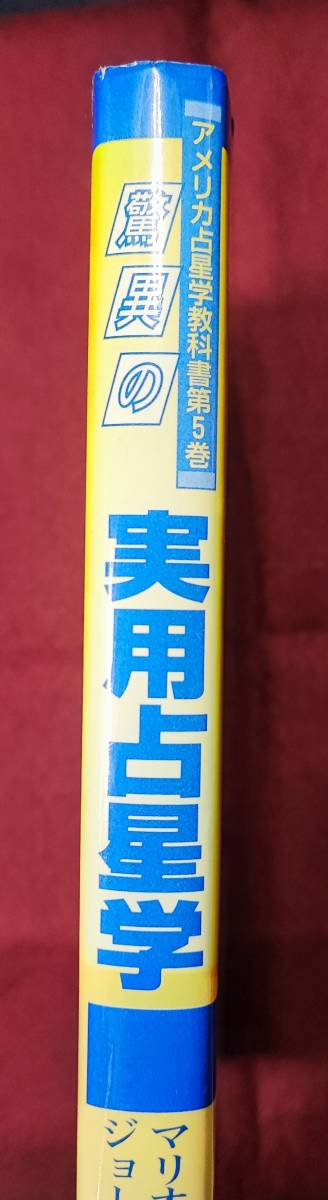 アメリカ占星学教科書第5巻
驚異の
実用占星学
マリオ
ジョー